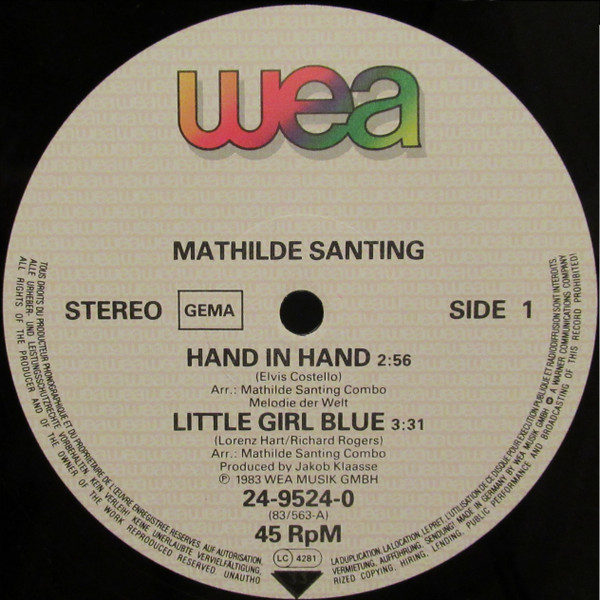 wea
MATHILDE SANTING
STEREO GEMA SIDE 1
HAND IN HAND 2:56
(Elvis Costello)
Arr.: Mathilde Santing Combo
Melodie der Welt
LITTLE GIRL BLUE 3:31
(Lorenz Hart/Richard Rogers)
Arr.: Mathilde Santing Combo
Produced by Jakob Klaasse
℗ 1983 WEA MUSIK GMBH
24-9524-0
(83/563-A)
45 RpM
LC 4281
TOUS DROITS DU PRODUCTEUR PHONOGRAPHIQUE ET DU PROPRIETAIRE DE L'ŒUVRE ENREGISTREE RESERVES. SAUF AUTORISATION,
LA DUPLICATION, LA LOCATION, LE PRET, L'UTILISATION DE CE DISQUE POUR EXECUTION PUBLIQUE ET RADIODIFFUSION SONT INTERDITS.
ALLE URHEBER- UND LEISTUNGSSCHUTZRECHTE VORBEHALTEN. KEIN VERLEIH! KEINE UNERLAUBTE VERVIELFÄLTIGUNG,
VERMIETUNG, AUFFÜHRUNG, SENDUNG! MADE IN GERMANY BY WEA MUSIK GMBH A WARNER COMMUNICATIONS COMPANY
ALL RIGHTS OF THE PRODUCER AND OF THE OWNER OF THE WORK REPRODUCED RESERVED UNAUTHO
RIZED COPYING, HIRING, LENDING, PUBLIC PERFORMANCE AND BROADCASTING OF THIS RECORD PROHIBITED!